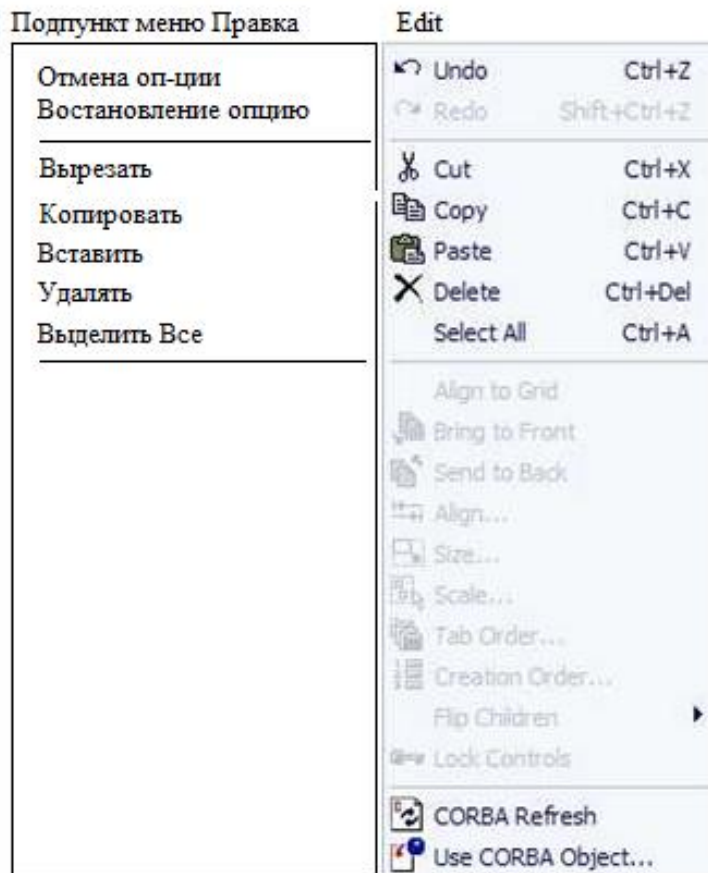 Подпункт меню Правка Edit
Отмена оп-ции
Востановление опцию
Вырезать
Копировать
Вставить
Удалять
Выделить Все
Undo Ctrl+Z
Redo Shift+Ctrl+Z
Cut Ctrl+X
Copy Ctrl+C
Paste Ctrl+V
Delete Ctrl+Del
Select All Ctrl+A
Align to Grid
Bring to Front
Send to Back
Align...
Size...
Scale...
Tab Order...
Creation Order...
Flip Children
Lock Controls
CORBA Refresh
Use CORBA Object...